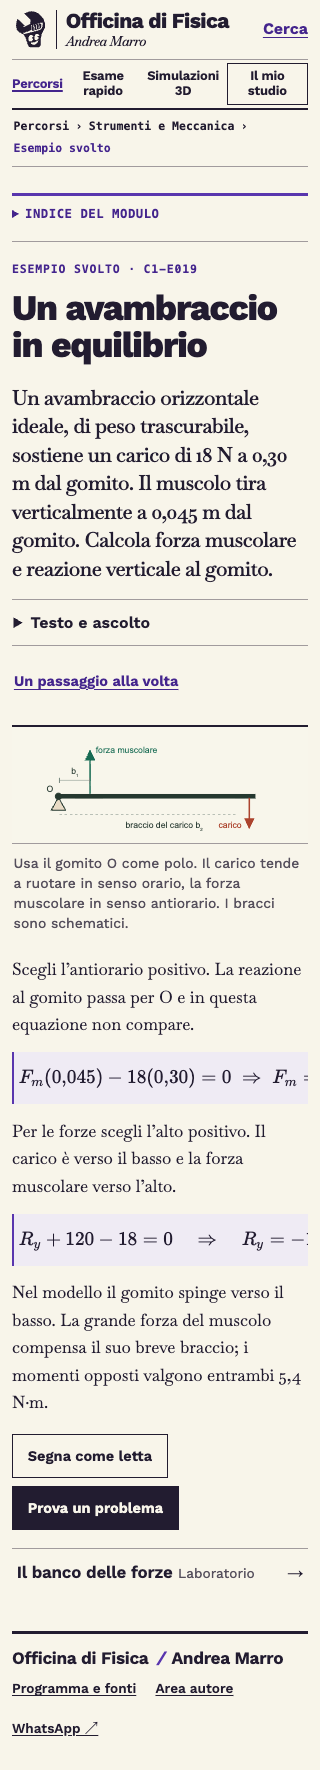 Officina di Fisica
Andrea Marro
Cerca
Percorsi
Esame rapido
Simulazioni 3D
Il mio studio
Percorsi › Strumenti e Meccanica ›
Esempio svolto
▶ INDICE DEL MODULO
ESEMPIO SVOLTO · C1–E019
Un avambraccio
in equilibrio
Un avambraccio orizzontale
ideale, di peso trascurabile,
sostiene un carico di 18 N a 0,30
m dal gomito. Il muscolo tira
verticalmente a 0,045 m dal
gomito. Calcola forza muscolare
e reazione verticale al gomito.
▶ Testo e ascolto
Un passaggio alla volta
forza muscolare
b₁
O
braccio del carico b₂
carico
Usa il gomito O come polo. Il carico tende
a ruotare in senso orario, la forza
muscolare in senso antiorario. I bracci
sono schematici.
Scegli l’antiorario positivo. La reazione
al gomito passa per O e in questa
equazione non compare.
Fₘ(0,045) − 18(0,30) = 0 ⇒ Fₘ =
Per le forze scegli l’alto positivo. Il
carico è verso il basso e la forza
muscolare verso l’alto.
R_y + 120 − 18 = 0 ⇒ R_y = −1
Nel modello il gomito spinge verso il
basso. La grande forza del muscolo
compensa il suo breve braccio; i
momenti opposti valgono entrambi 5,4
N·m.
Segna come letta
Prova un problema
Il banco delle forze Laboratorio →
Officina di Fisica / Andrea Marro
Programma e fonti Area autore
WhatsApp ↗